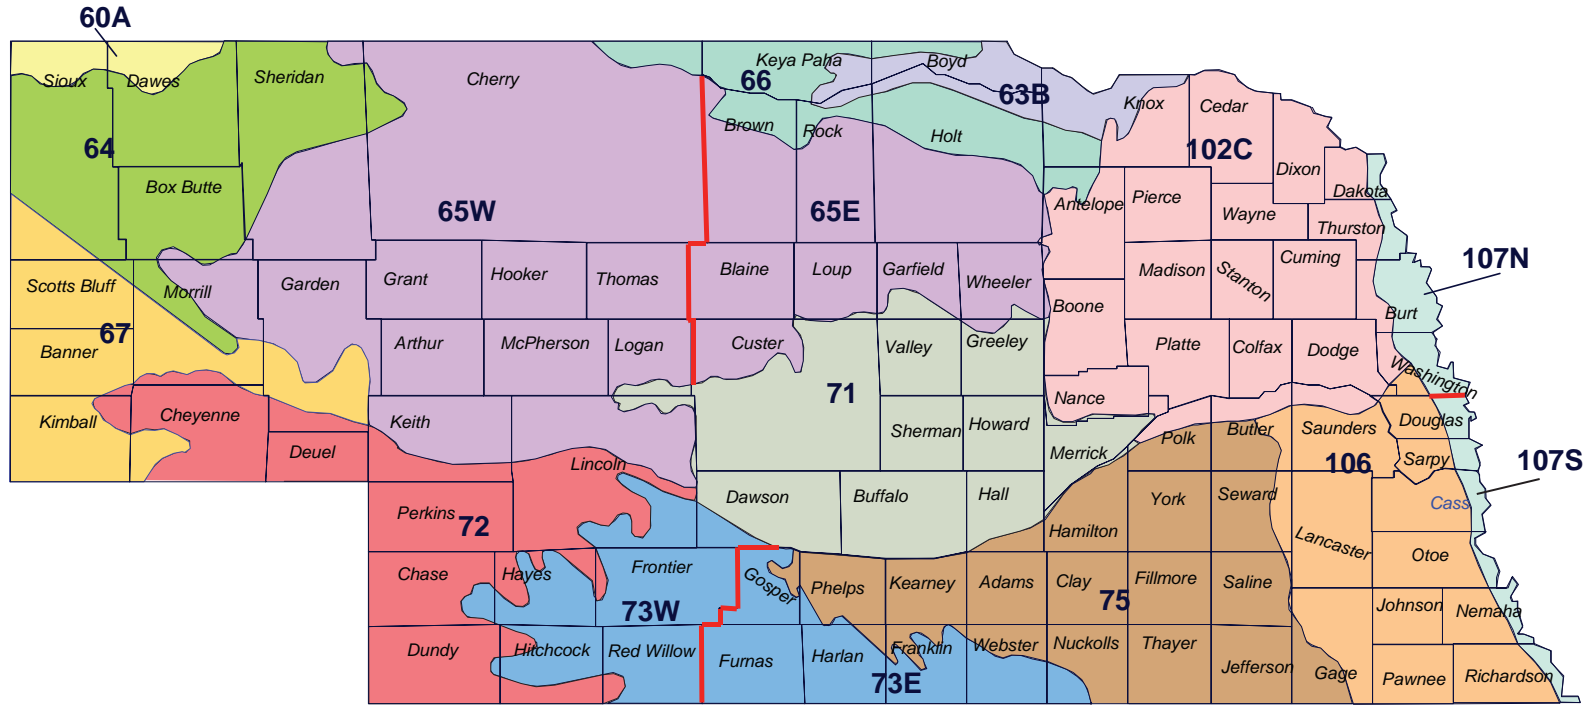 60A
Sioux
Dawes
Sheridan
Cherry
Keya Paha
Boyd
66
63B
Knox
Cedar
Brown
Rock
Holt
64
102C
Dixon
Box Butte
Dakota
Antelope
Pierce
65W
65E
Wayne
Thurston
107N
Scotts Bluff
Morrill
Garden
Grant
Hooker
Thomas
Blaine
Loup
Garfield
Wheeler
Madison
Stanton
Cuming
Boone
Burt
67
Banner
Arthur
McPherson
Logan
Custer
Valley
Greeley
Platte
Colfax
Dodge
Washington
71
Nance
Kimball
Cheyenne
Keith
Sherman
Howard
Polk
Butler
Saunders
Douglas
Deuel
Lincoln
Merrick
106
Sarpy
107S
Dawson
Buffalo
Hall
York
Seward
Cass
Perkins
72
Hamilton
Lancaster
Otoe
Chase
Hayes
Frontier
Gosper
Phelps
Kearney
Adams
Clay
Fillmore
Saline
73W
75
Johnson
Nemaha
Dundy
Hitchcock
Red Willow
Furnas
Harlan
Franklin
Webster
Nuckolls
Thayer
Jefferson
Gage
Pawnee
Richardson
73E